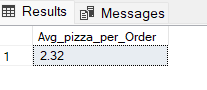 Results Messages
Avg_pizza_per_Order
1 2.32